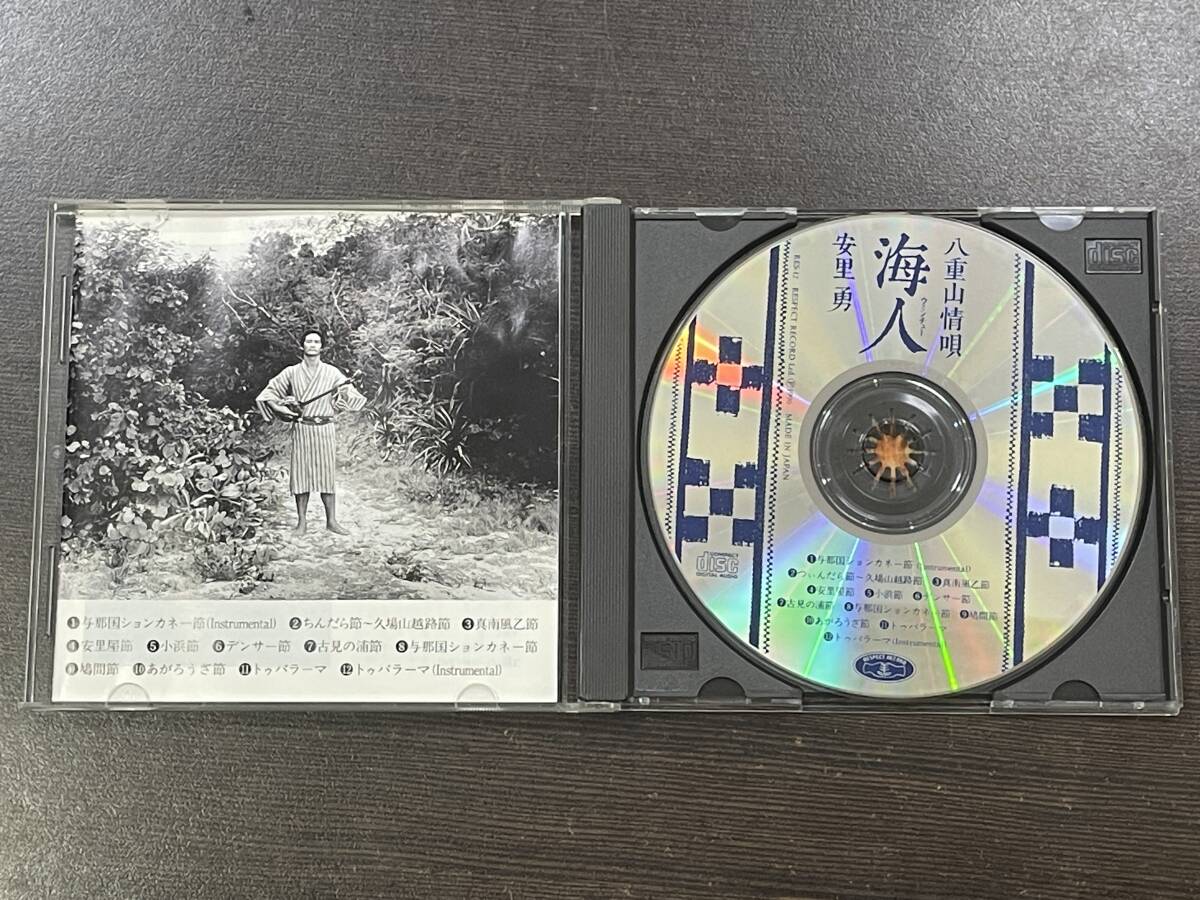 ❶与那国ションカネー節(Instrumental) ❷ちんだら節~久場山越路節 ❸真南風乙節
❹安里屋節 ❺小浜節 ❻デンサー節 ❼古見の浦節 ❽与那国ションカネー節
❾鳩間節 ❿あがろうざ節 ⓫トゥバラーマ ⓬トゥバラーマ(Instrumental)
八重山情唄
海人
ウミンチュー
安里 勇
RES-12 RESPECT RECORD Ltd. MADE IN JAPAN
❶与那国ションカネー節(Instrumental)
❷つぃんだら節~久場山越路節 ❸真南風乙節
❹安里屋節 ❺小浜節 ❻デンサー節
❼古見の浦節 ❽与那国ションカネー節 ❾鳩間節
❿あがろうざ節 ⓫トゥバラーマ
⓬トゥバラーマ(Instrumental)
COMPACT
disc
DIGITAL AUDIO
RESPECT RECORD
disc
disc